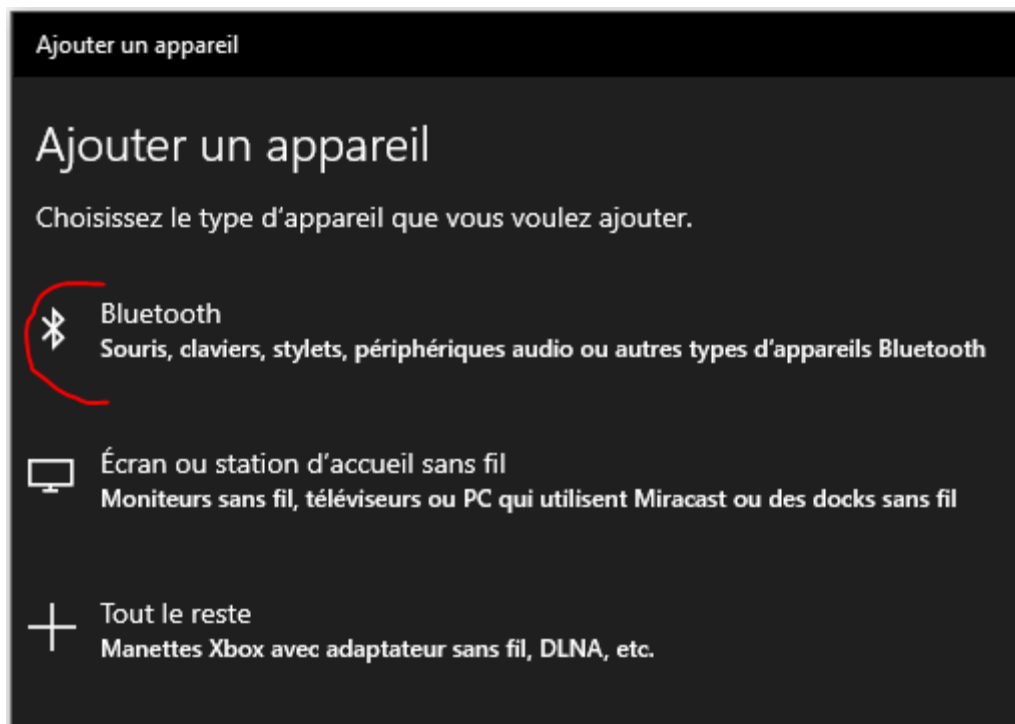 Ajouter un appareil
Ajouter un appareil
Choisissez le type d'appareil que vous voulez ajouter.
Bluetooth
Souris, claviers, stylets, périphériques audio ou autres types d'appareils Bluetooth
Écran ou station d'accueil sans fil
Moniteurs sans fil, téléviseurs ou PC qui utilisent Miracast ou des docks sans fil
Tout le reste
Manettes Xbox avec adaptateur sans fil, DLNA, etc.